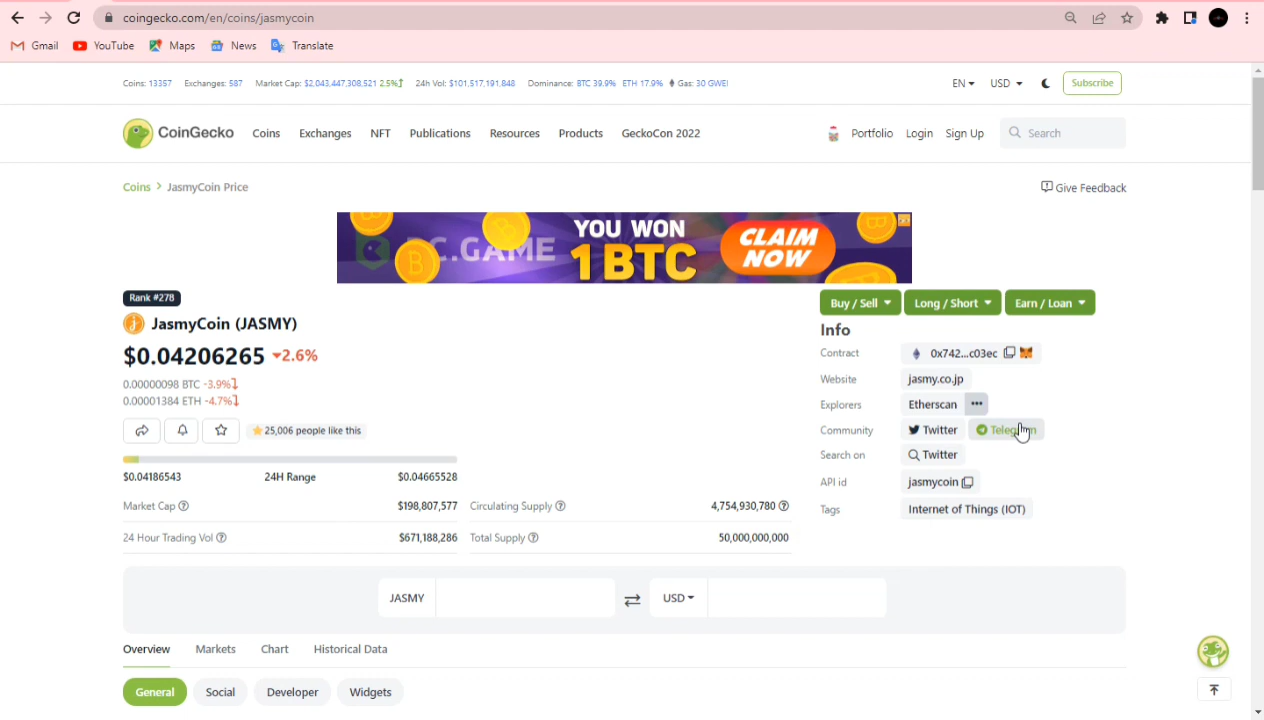 coingecko.com/en/coins/jasmycoin
Gmail YouTube Maps News Translate
Coins: 13357 Exchanges: 587 Market Cap: $2,043,447,308,521 2.5% 24h Vol: $101,517,191,848 Dominance: BTC 39.9% ETH 17.9% Gas: 30 GWEI EN USD Subscribe
CoinGecko Coins Exchanges NFT Publications Resources Products GeckoCon 2022 Portfolio Login Sign Up Search
Coins > JasmyCoin Price Give Feedback
YOU WON
1 BTC
CLAIM
NOW
Rank #278
JasmyCoin (JASMY)
$0.04206265 2.6%
0.00000098 BTC -3.9%
0.00001384 ETH -4.7%
25,006 people like this
$0.04186543 24H Range $0.04665528
Market Cap $198,807,577 Circulating Supply 4,754,930,780
24 Hour Trading Vol $671,188,286 Total Supply 50,000,000,000
Buy / Sell Long / Short Earn / Loan
Info
Contract 0x742...c03ec
Website jasmy.co.jp
Explorers Etherscan •••
Community Twitter
Search on Twitter
API id jasmycoin
Tags Internet of Things (IOT)
JASMY USD
Overview Markets Chart Historical Data
General Social Developer Widgets